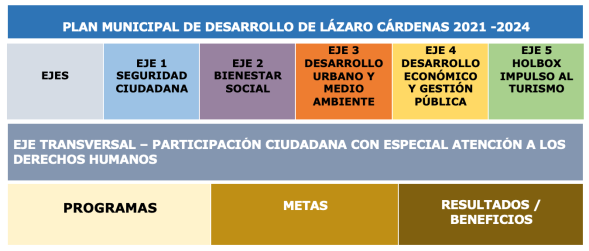 PLAN MUNICIPAL DE DESARROLLO DE LÁZARO CÁRDENAS 2021 -2024
EJES
EJE 1
SEGURIDAD
CIUDADANA
EJE 2
BIENESTAR
SOCIAL
EJE 3
DESARROLLO
URBANO Y
MEDIO
AMBIENTE
EJE 4
DESARROLLO
ECONÓMICO
Y GESTIÓN
PÚBLICA
EJE 5
HOLBOX
IMPULSO AL
TURISMO
EJE TRANSVERSAL – PARTICIPACIÓN CIUDADANA CON ESPECIAL ATENCIÓN A LOS
DERECHOS HUMANOS
PROGRAMAS
METAS
RESULTADOS /
BENEFICIOS